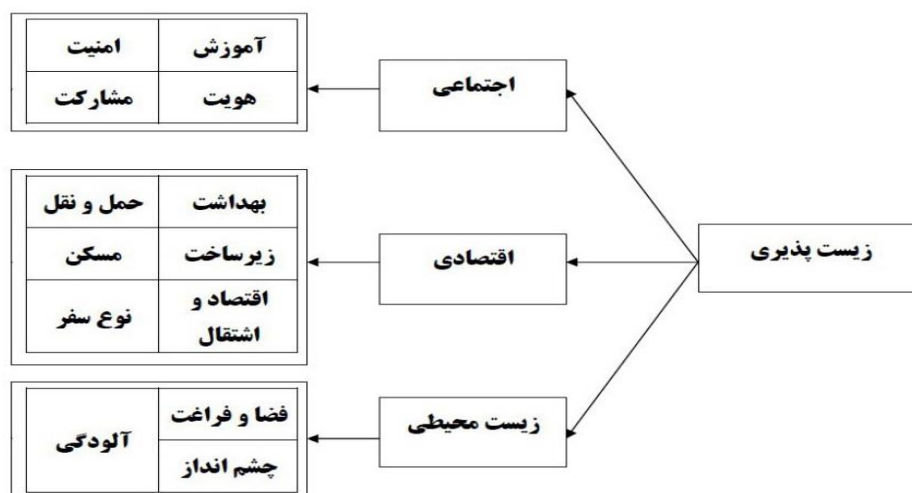 زیست پذیری
اجتماعی
آموزش
امنیت
هویت
مشارکت
اقتصادی
بهداشت
حمل و نقل
زیرساخت
مسکن
اقتصاد و
اشتقال
نوع سفر
زیست محیطی
فضا و فراغت
آلودگی
چشم انداز